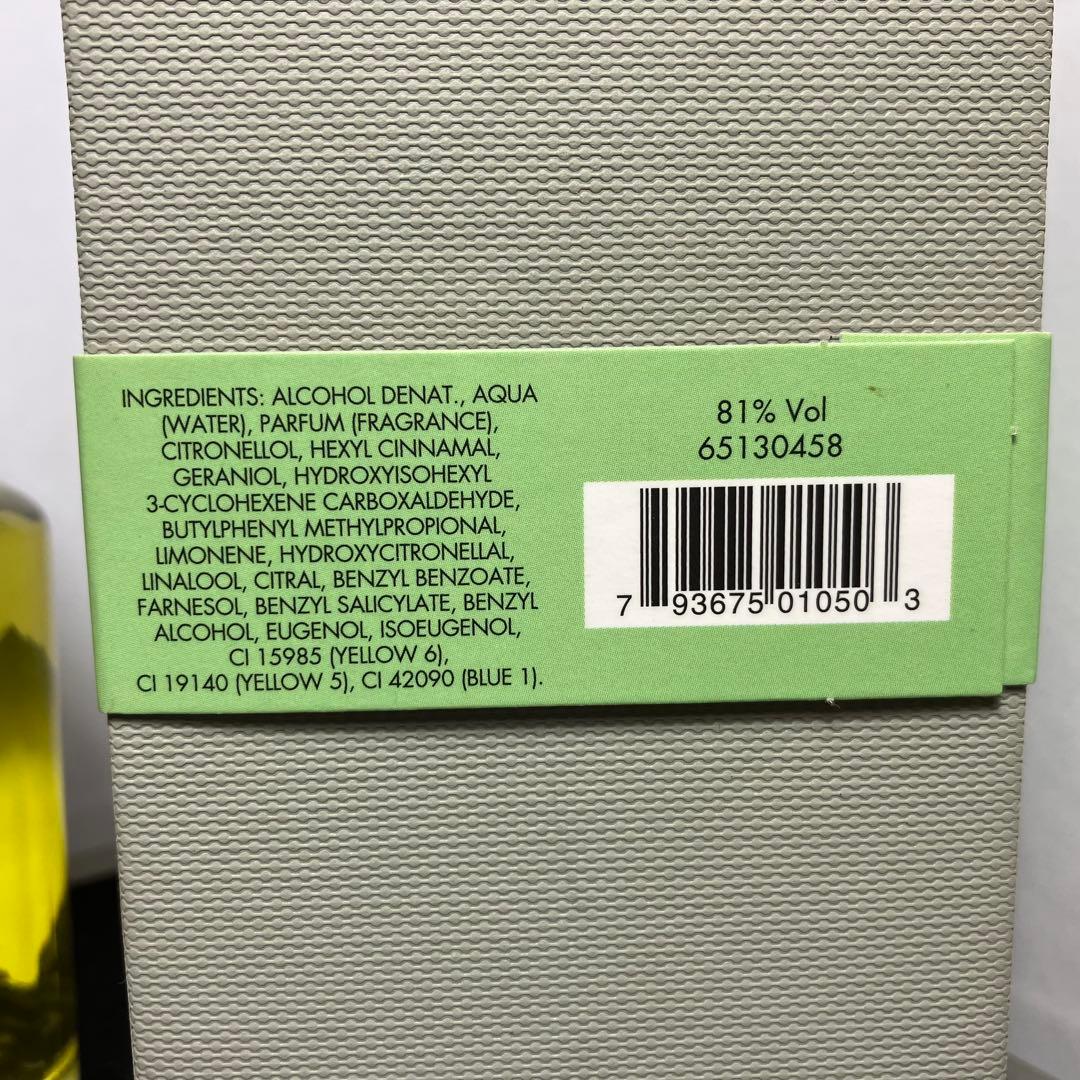 INGREDIENTS: ALCOHOL DENAT., AQUA
(WATER), PARFUM (FRAGRANCE),
CITRONELLOL, HEXYL CINNAMAL,
GERANIOL, HYDROXYISOHEXYL
3-CYCLOHEXENE CARBOXALDEHYDE,
BUTYLPHENYL METHYLPROPIONAL,
LIMONENE, HYDROXYCITRONELLAL,
LINALOOL, CITRAL, BENZYL BENZOATE,
FARNESOL, BENZYL SALICYLATE, BENZYL
ALCOHOL, EUGENOL, ISOEUGENOL,
CI 15985 (YELLOW 6),
CI 19140 (YELLOW 5), CI 42090 (BLUE 1).
81% Vol
65130458
7 93675 01050 3